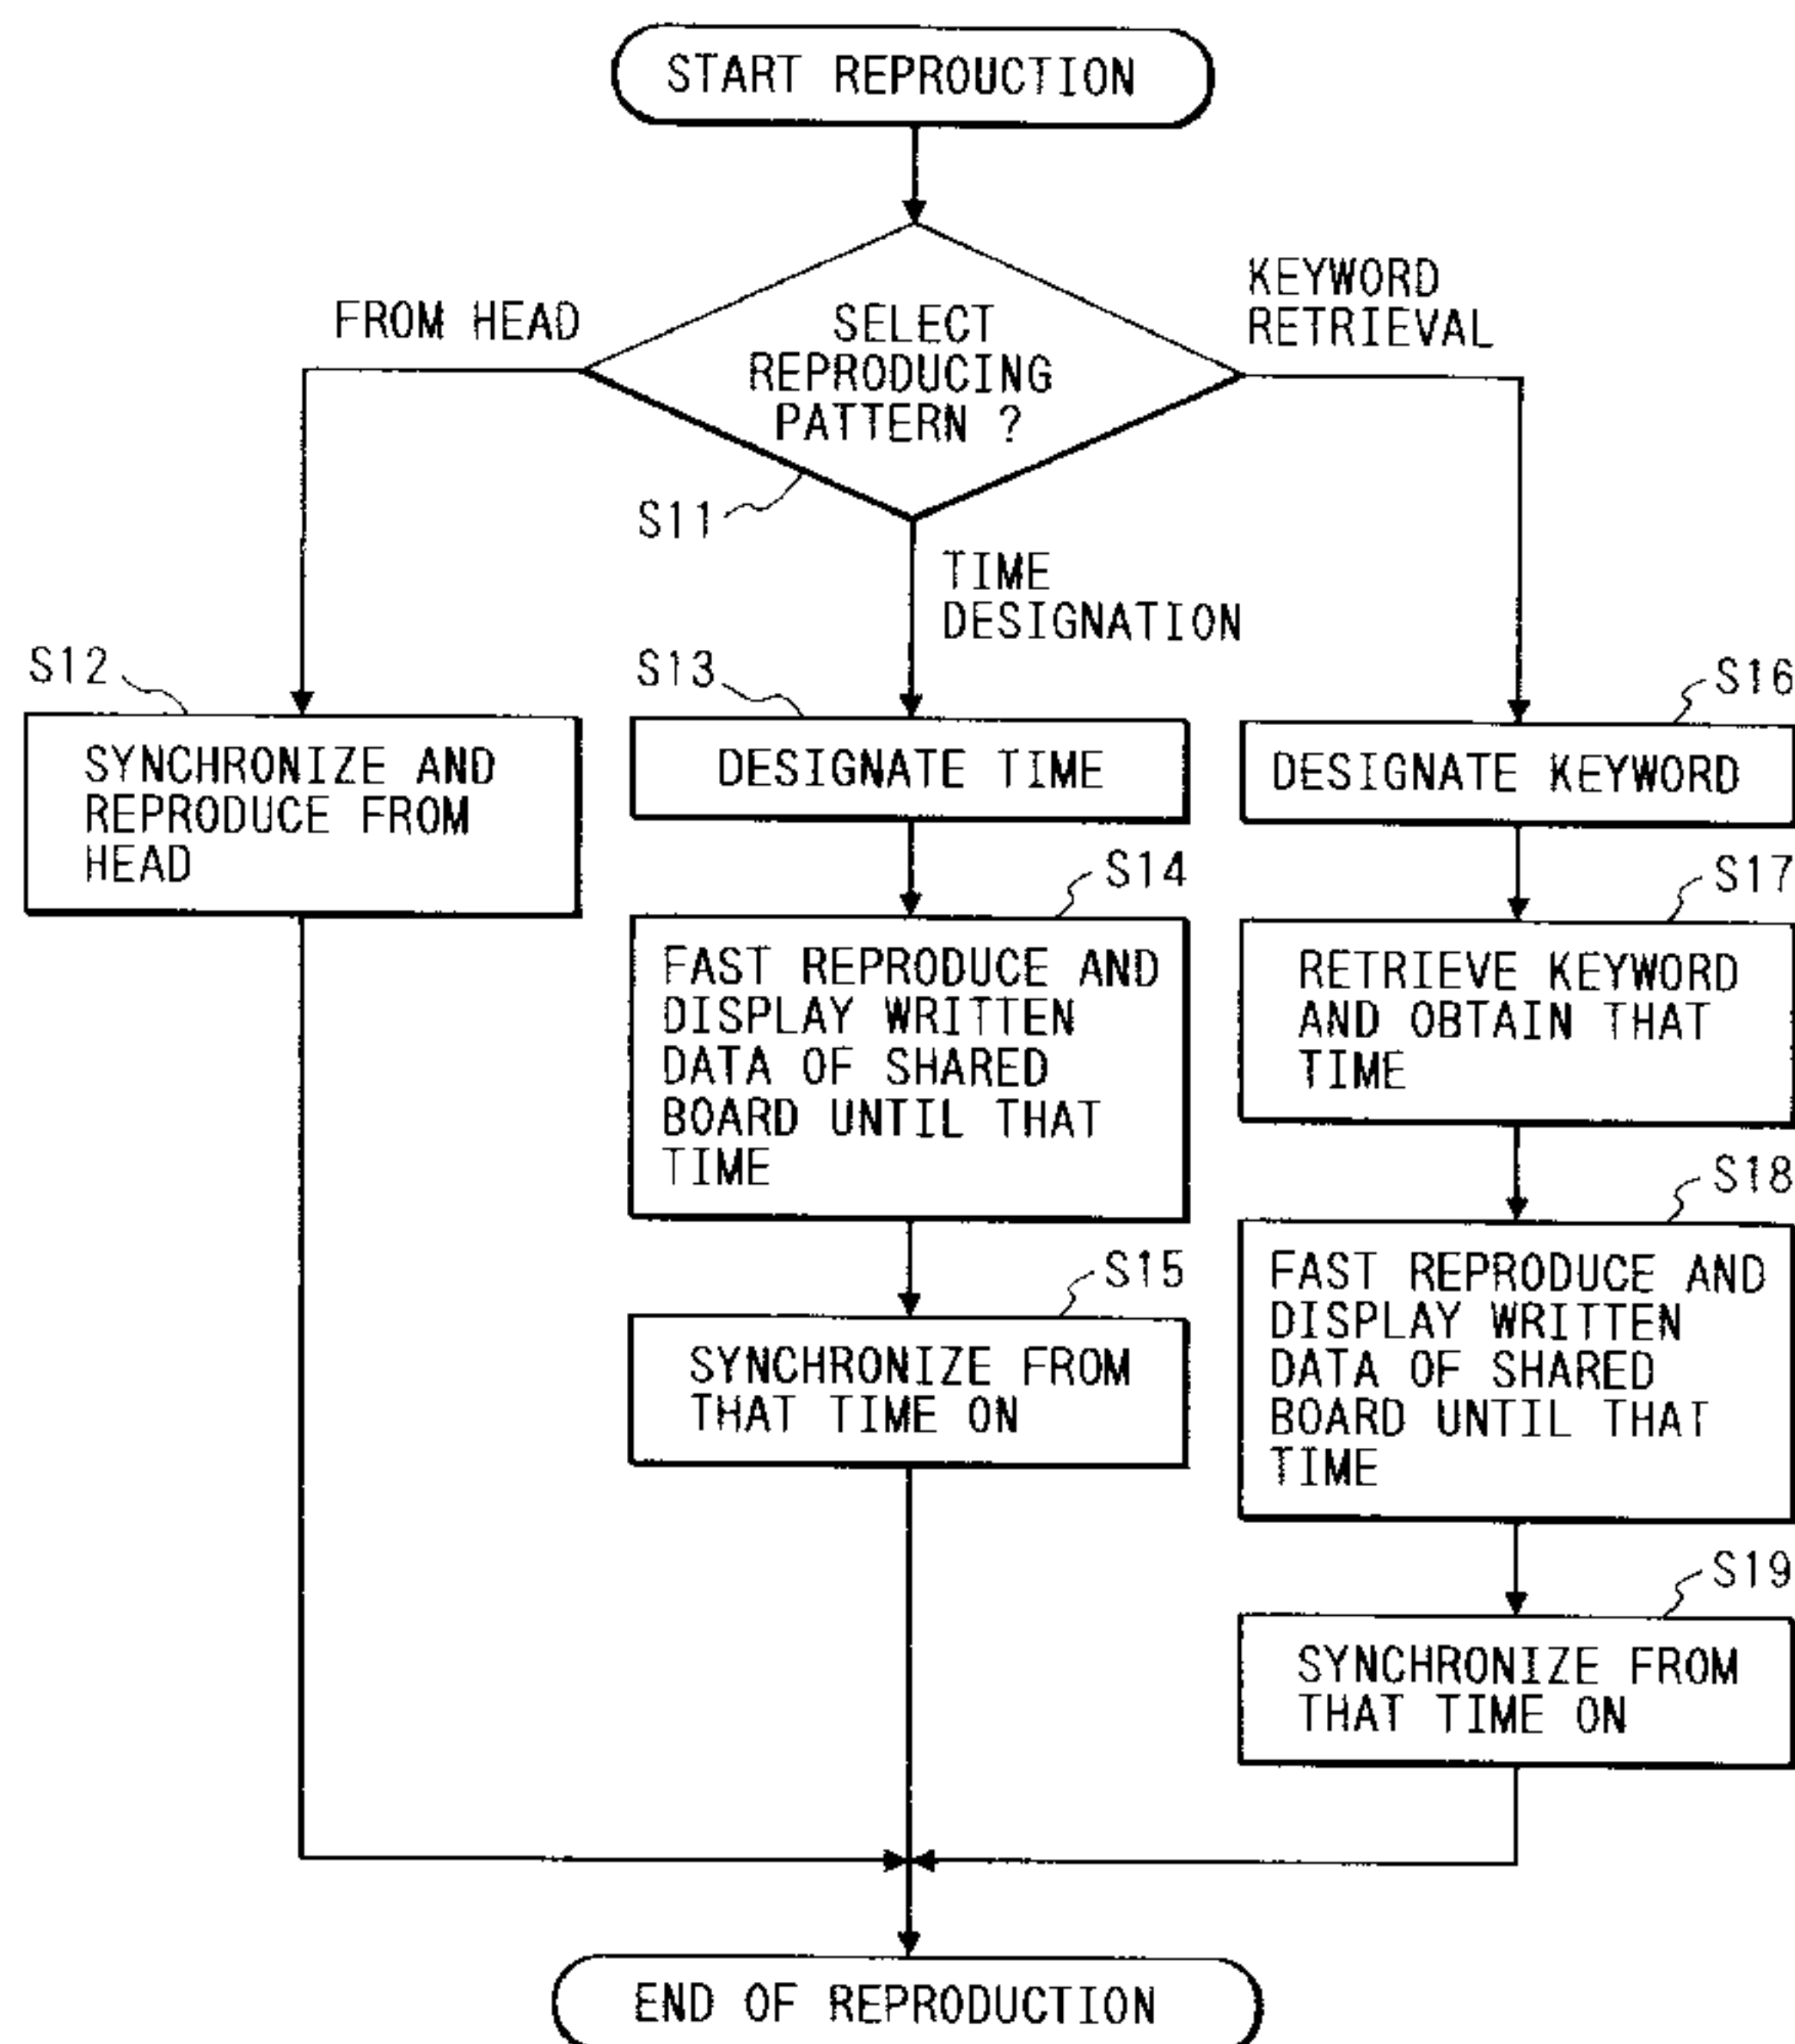 START REPROUCTION
FROM HEAD
KEYWORD
RETRIEVAL
SELECT
REPRODUCING
PATTERN ?
S11
TIME
DESIGNATION
S12
SYNCHRONIZE AND
REPRODUCE FROM
HEAD
S13
DESIGNATE TIME
S14
FAST REPRODUCE AND
DISPLAY WRITTEN
DATA OF SHARED
BOARD UNTIL THAT
TIME
S15
SYNCHRONIZE FROM
THAT TIME ON
S16
DESIGNATE KEYWORD
S17
RETRIEVE KEYWORD
AND OBTAIN THAT
TIME
S18
FAST REPRODUCE AND
DISPLAY WRITTEN
DATA OF SHARED
BOARD UNTIL THAT
TIME
S19
SYNCHRONIZE FROM
THAT TIME ON
END OF REPRODUCTION